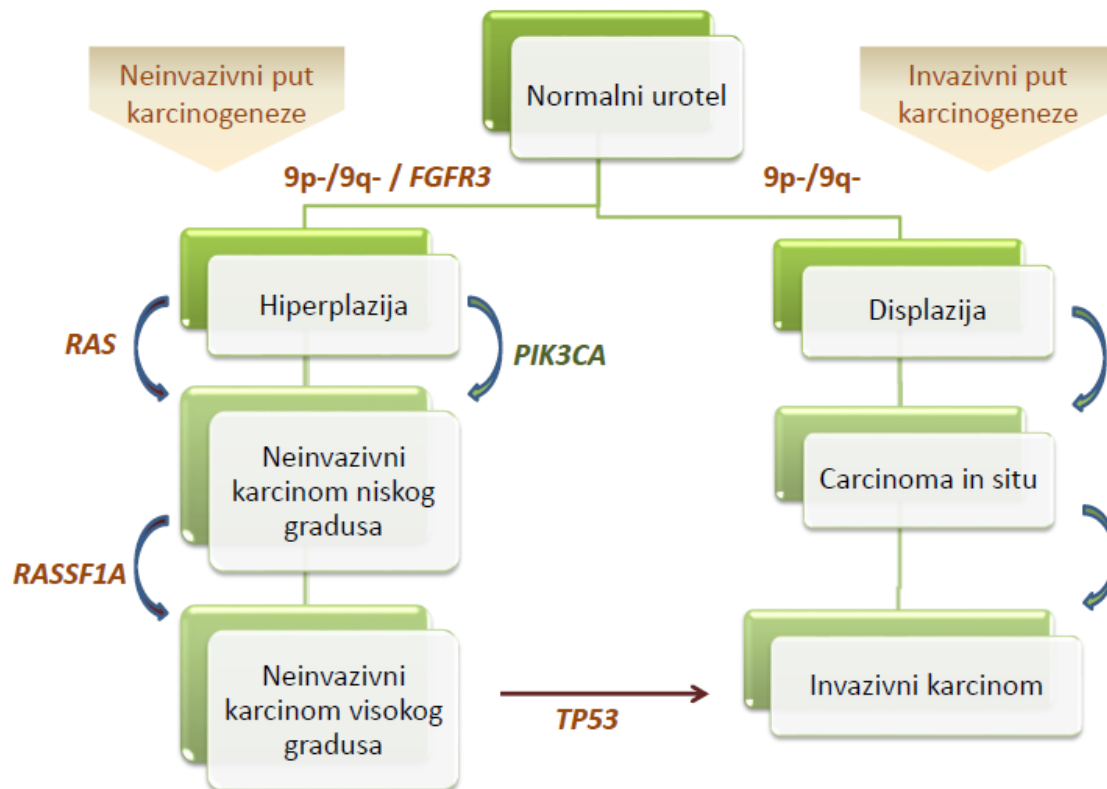 Neinvazivni put
karcinogeneze
Normalni urotel
Invazivni put
karcinogeneze
9p-/9q- / FGFR3
9p-/9q-
Hiperplazija
Displazija
RAS
PIK3CA
Neinvazivni
karcinom niskog
gradusa
Carcinoma in situ
RASSF1A
Neinvazivni
karcinom visokog
gradusa
Invazivni karcinom
TP53